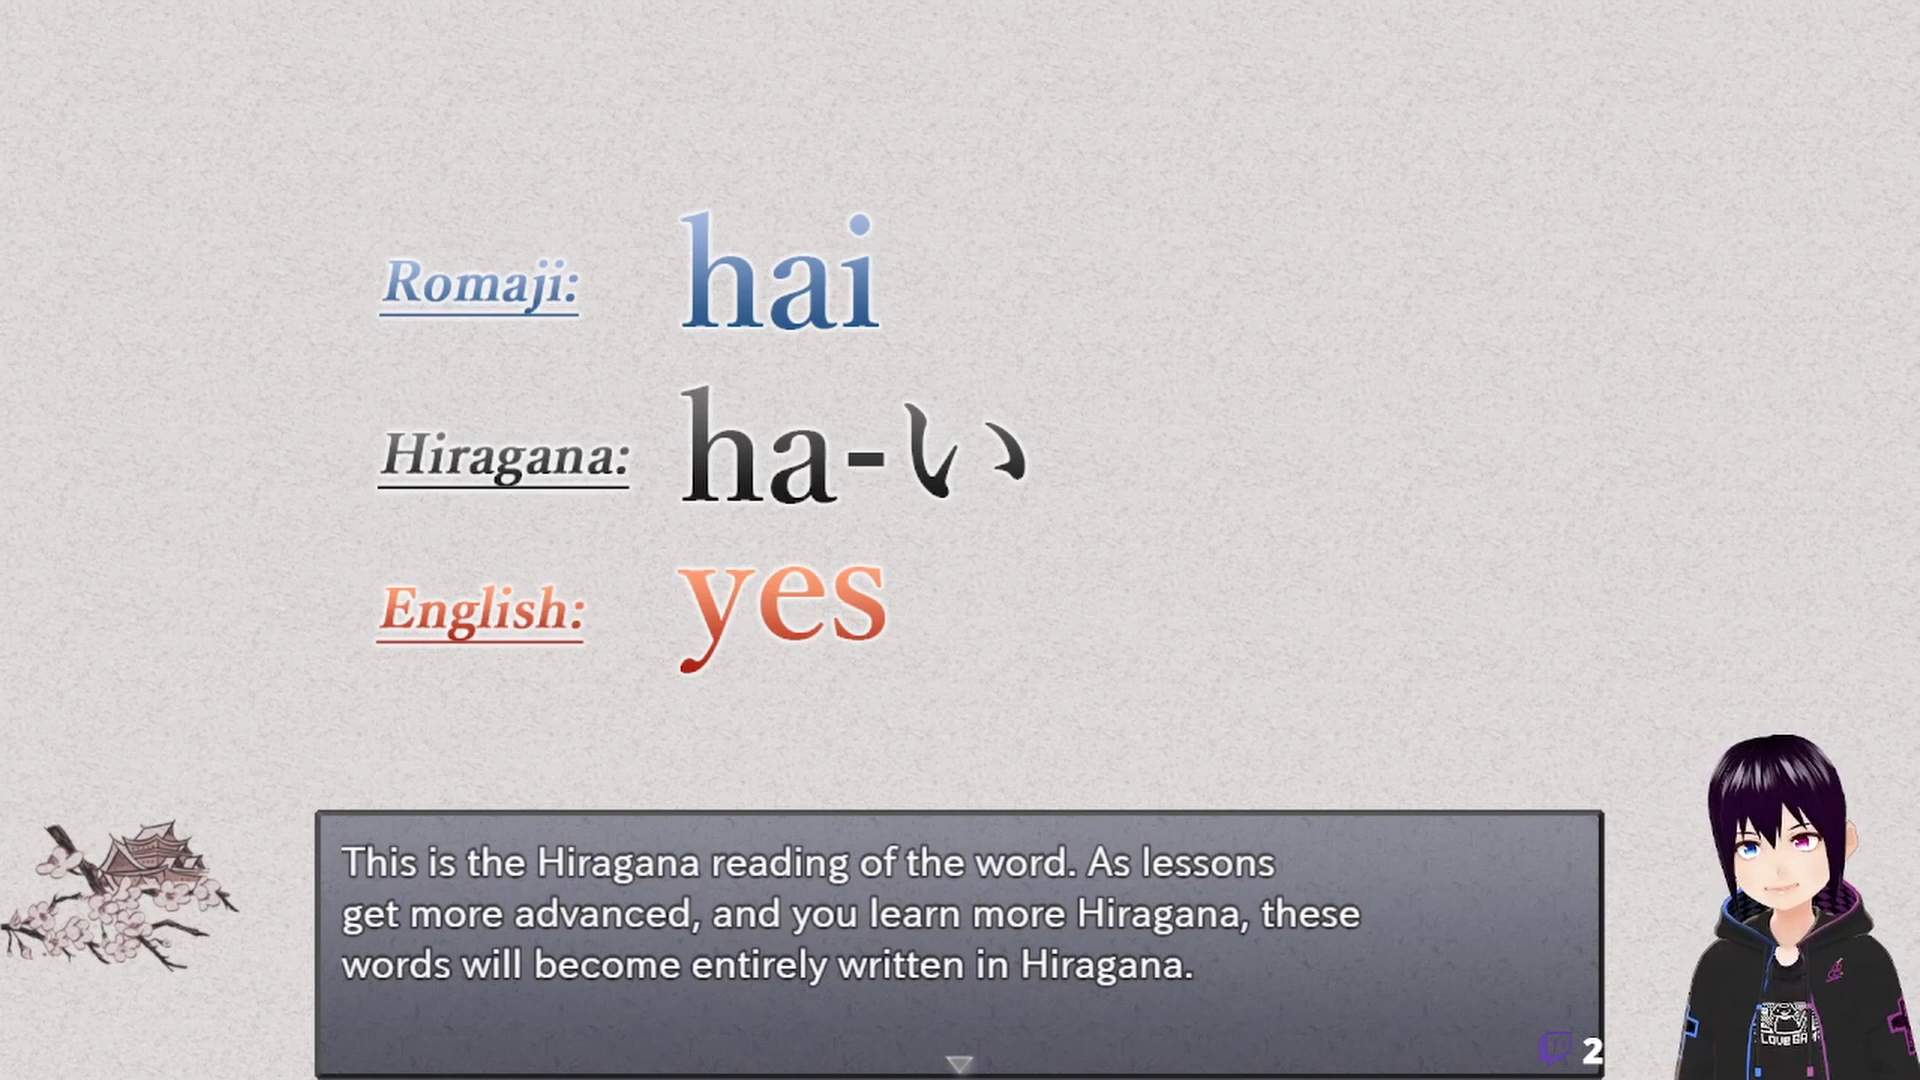 Romaji: hai
Hiragana: ha-い
English: yes
This is the Hiragana reading of the word. As lessons
get more advanced, and you learn more Hiragana, these
words will become entirely written in Hiragana.
2
LOVE